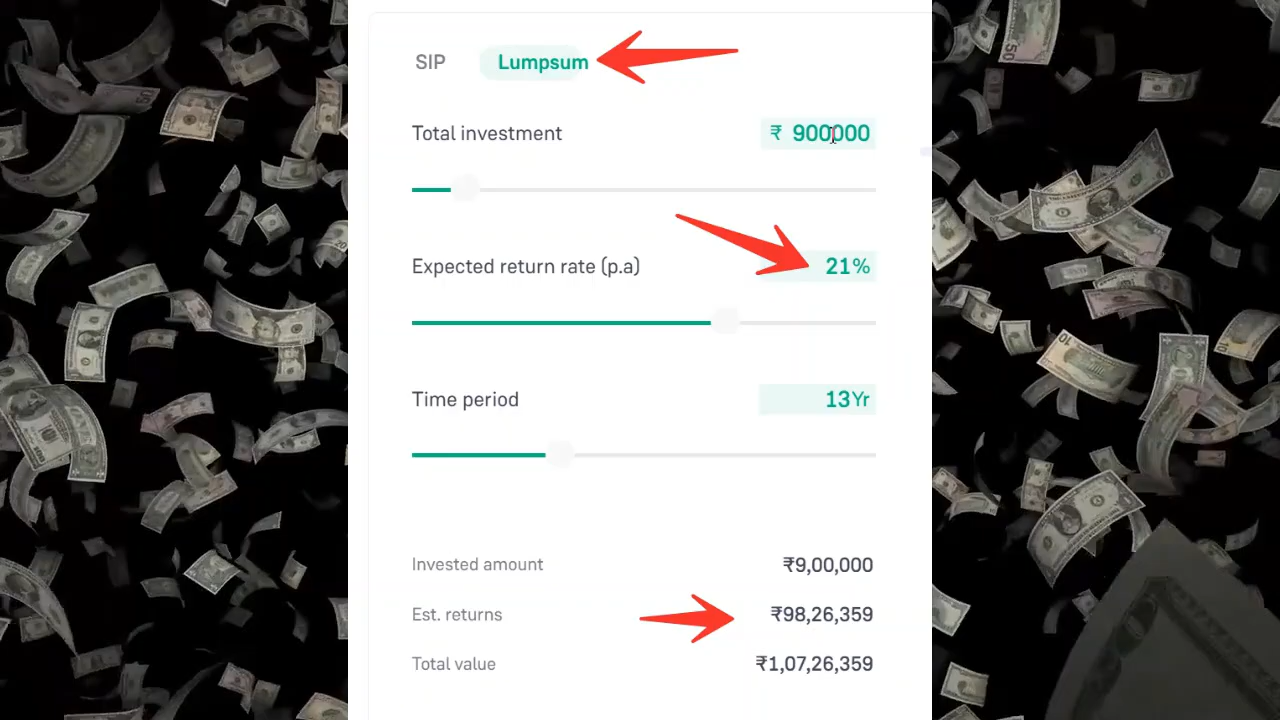 SIP Lumpsum
Total investment ₹ 900000
Expected return rate (p.a) 21%
Time period 13Yr
Invested amount ₹9,00,000
Est. returns ₹98,26,359
Total value ₹1,07,26,359